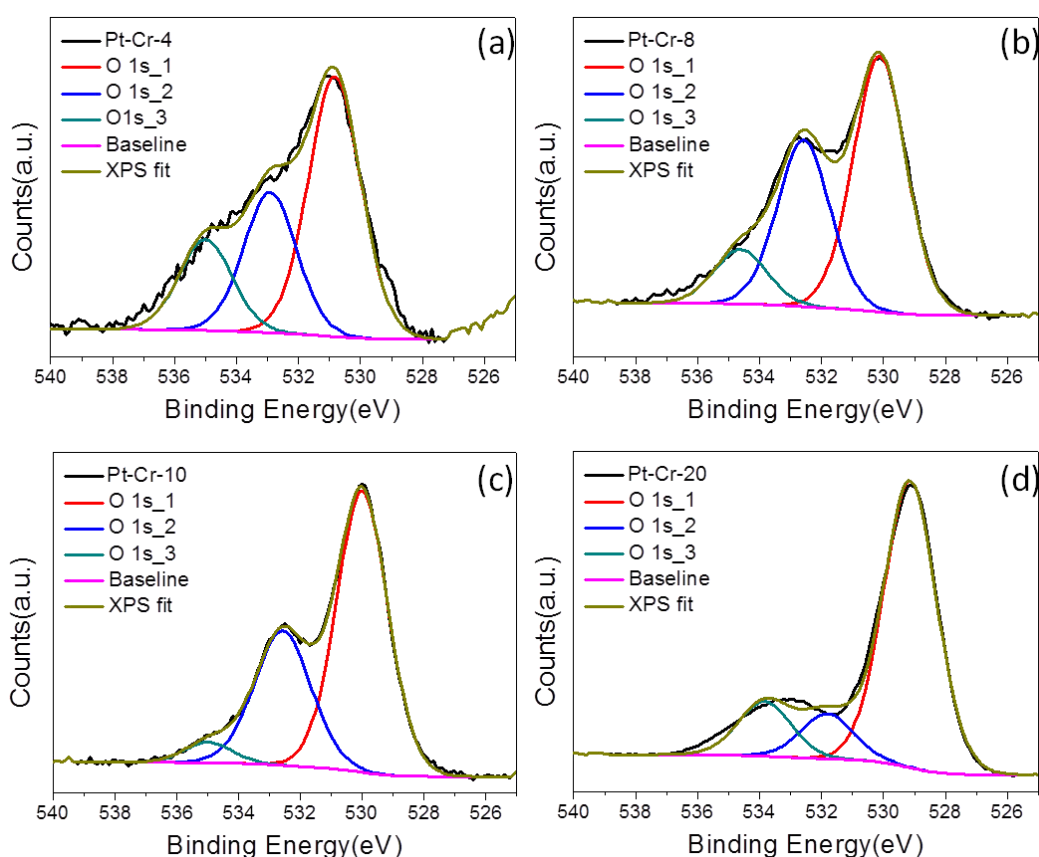 Pt-Cr-4
O 1s_1
O 1s_2
O1s_3
Baseline
XPS fit
(a)
Counts(a.u.)
540 538 536 534 532 530 528 526
Binding Energy(eV)
Pt-Cr-8
O 1s_1
O 1s_2
O 1s_3
Baseline
XPS fit
(b)
Counts(a.u.)
540 538 536 534 532 530 528 526
Binding Energy(eV)
Pt-Cr-10
O 1s_1
O 1s_2
O 1s_3
Baseline
XPS fit
(c)
Counts(a.u.)
540 538 536 534 532 530 528 526
Binding Energy(eV)
Pt-Cr-20
O 1s_1
O 1s_2
O 1s_3
Baseline
XPS fit
(d)
Counts(a.u.)
540 538 536 534 532 530 528 526
Binding Energy(eV)